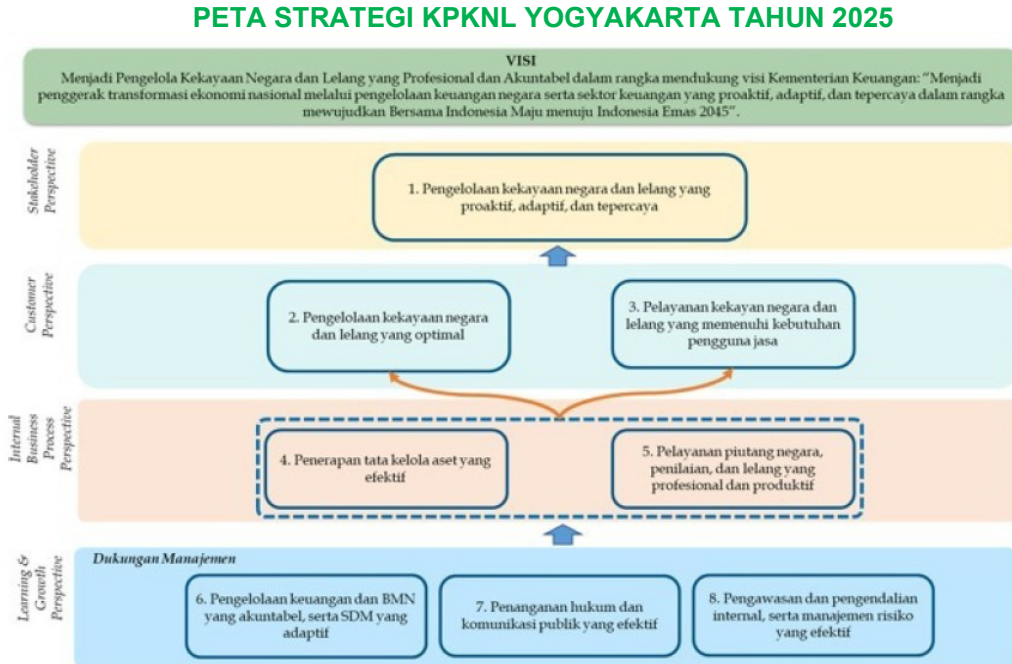 PETA STRATEGI KPKNL YOGYAKARTA TAHUN 2025
VISI
Menjadi Pengelola Kekayaan Negara dan Lelang yang Profesional dan Akuntabel dalam rangka mendukung visi Kementerian Keuangan: "Menjadi
penggerak transformasi ekonomi nasional melalui pengelolaan keuangan negara serta sektor keuangan yang proaktif, adaptif, dan tepercaya dalam rangka
mewujudkan Bersama Indonesia Maju menuju Indonesia Emas 2045".
Stakeholder
Perspective
1. Pengelolaan kekayaan negara dan lelang yang
proaktif, adaptif, dan tepercaya
Customer
Perspective
2. Pengelolaan kekayaan negara
dan lelang yang optimal
3. Pelayanan kekayan negara dan
lelang yang memenuhi kebutuhan
pengguna jasa
Internal
Business
Process
Perspective
4. Penerapan tata kelola aset yang
efektif
5. Pelayanan piutang negara,
penilaian, dan lelang yang
profesional dan produktif
Learning &
Growth
Perspective
Dukungan Manajemen
6. Pengelolaan keuangan dan BMN
yang akuntabel, serta SDM yang
adaptif
7. Penanganan hukum dan
komunikasi publik yang efektif
8. Pengawasan dan pengendalian
internal, serta manajemen risiko
yang efektif